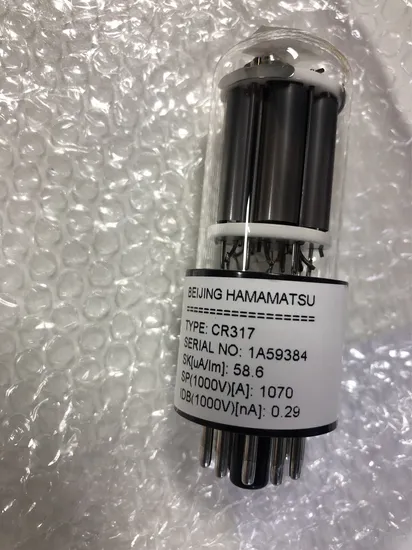 BEIJING HAMAMATSU
===================
TYPE: CR317
SERIAL NO: 1A59384
SK[uA/lm]: 58.6
SP(1000V)[A]: 1070
IDB(1000V)[nA]: 0.29